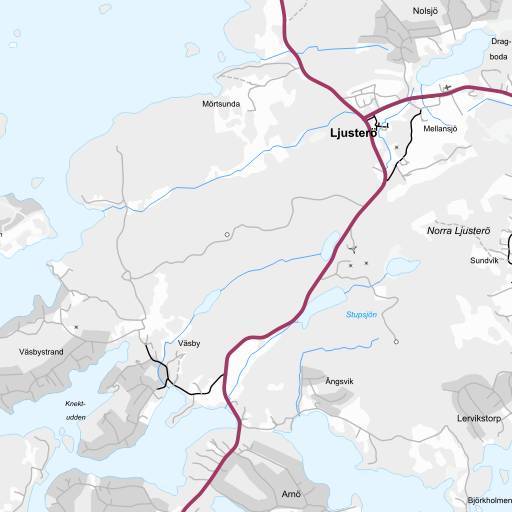 Nolsjö
Drag-
boda
Mörtsunda
Ljusterö
Mellansjö
Norra Ljusterö
Sundvik
Stupsjön
Väsby
Väsbystrand
Ängsvik
Knekt-
udden
Lervikstorp
Arnö
Björkholmen